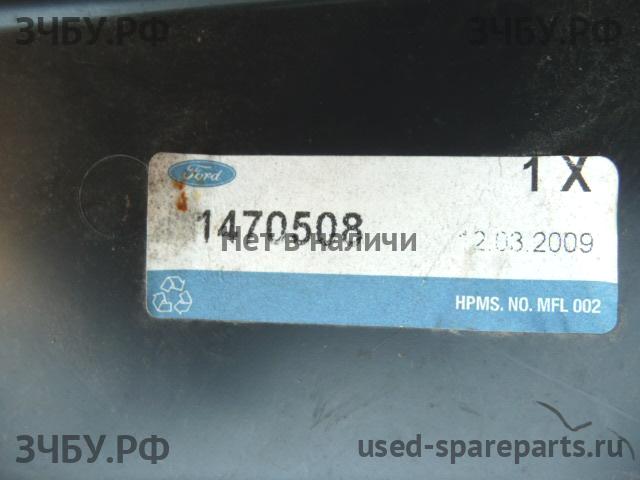 ЗЧБУ.РФ
ЗЧБУ.РФ
Ford
1 X
1470508
Нет в наличи
12.03.2009
HPMS. NO. MFL 002
ЗЧБУ.РФ
used-spareparts.ru